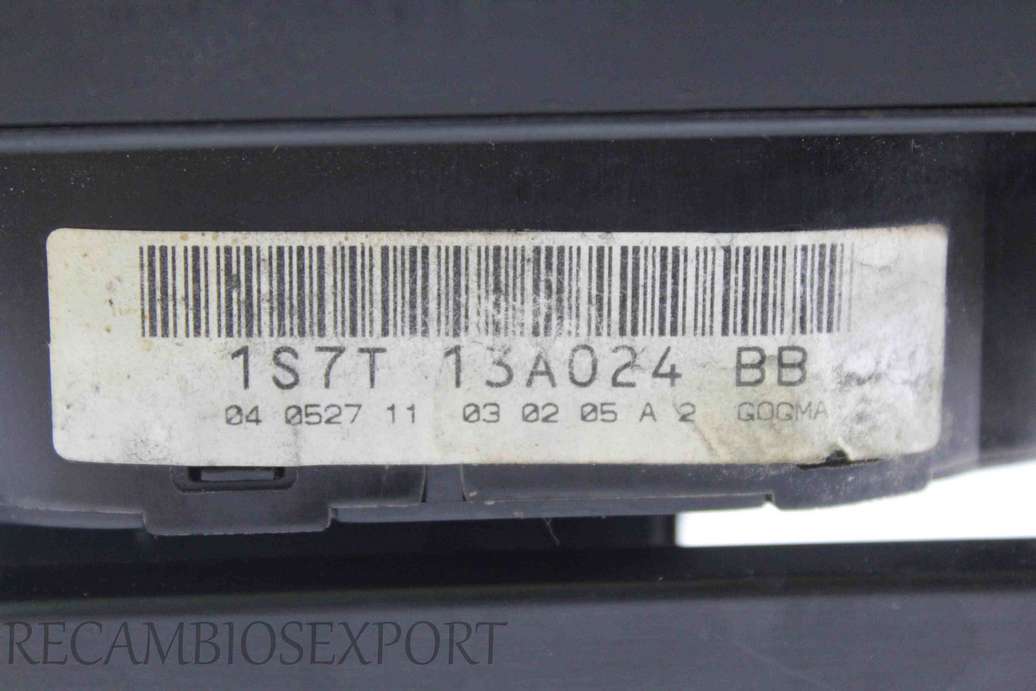 1S7T 13A024 BB
04 0527 11 03 02 05 A 2 GOGMA
RECAMBIOSEXPORT